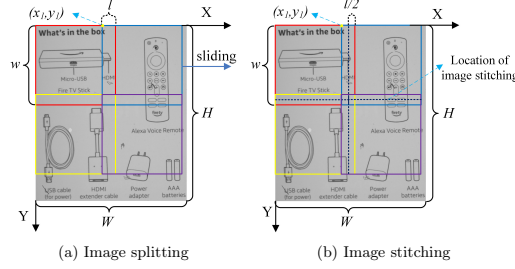 (x₁,y₁)
l
X
What's in the box
w
Micro-USB
HDMI
Fire TV Stick
sliding
H
Alexa Voice Remote
USB cable
(for power)
HDMI
extender cable
Power
adapter
AAA
batteries
Y
W
(a) Image splitting
(x₁,y₁)
l/2
X
What's in the box
w
Micro-USB
Fire TV Stick
Location of
image stitching
H
Alexa Voice Remote
USB cable
(for power)
HDMI
extender cable
Power
adapter
AAA
batteries
Y
W
(b) Image stitching